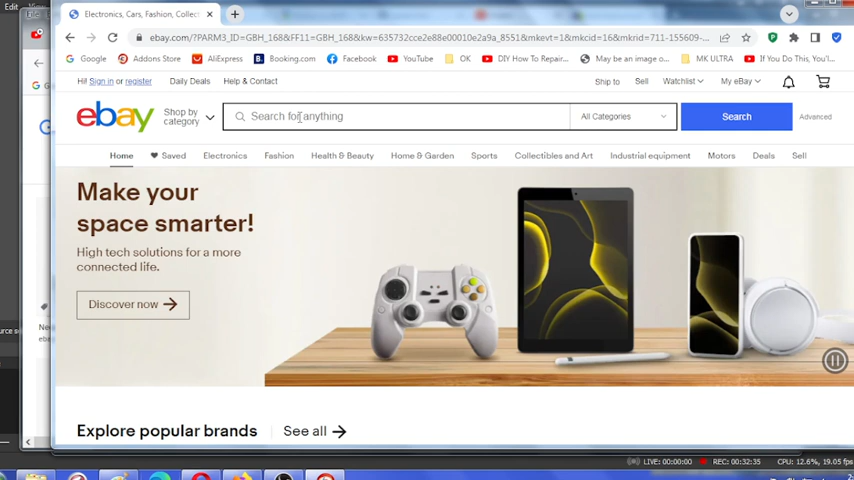 Edit
File
Electronics, Cars, Fashion, Collec
ebay.com/?PARM3_ID=GBH_168&FF11=GBH_168&kw=635732cce2e88e00010e2a9a_8551&mkevt=1&mkcid=16&mkrid=711-155609-...
Google Addons Store AliExpress Booking.com Facebook YouTube OK DIY How To Repair... May be an image o... MK ULTRA If You Do This, You'...
Hi! Sign in or register Daily Deals Help & Contact Ship to Sell Watchlist My eBay
ebay Shop by category Search for anything All Categories Search Advanced
Home Saved Electronics Fashion Health & Beauty Home & Garden Sports Collectibles and Art Industrial equipment Motors Deals Sell
Make your
space smarter!
High tech solutions for a more
connected life.
Discover now
Explore popular brands See all
LIVE: 00:00:00 REC: 00:32:35 CPU: 12.6%, 19.05 fps